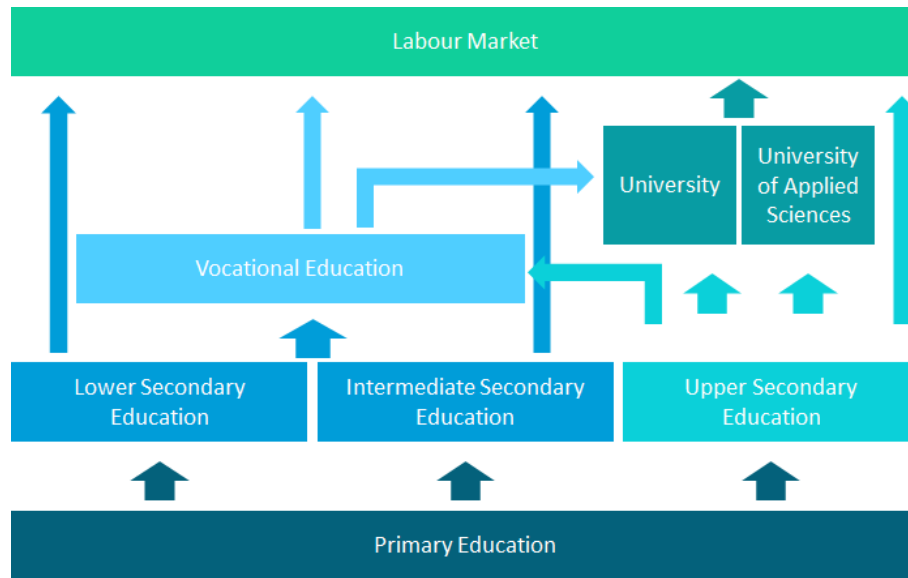 Labour Market
University
University
of Applied
Sciences
Vocational Education
Lower Secondary
Education
Intermediate Secondary
Education
Upper Secondary
Education
Primary Education